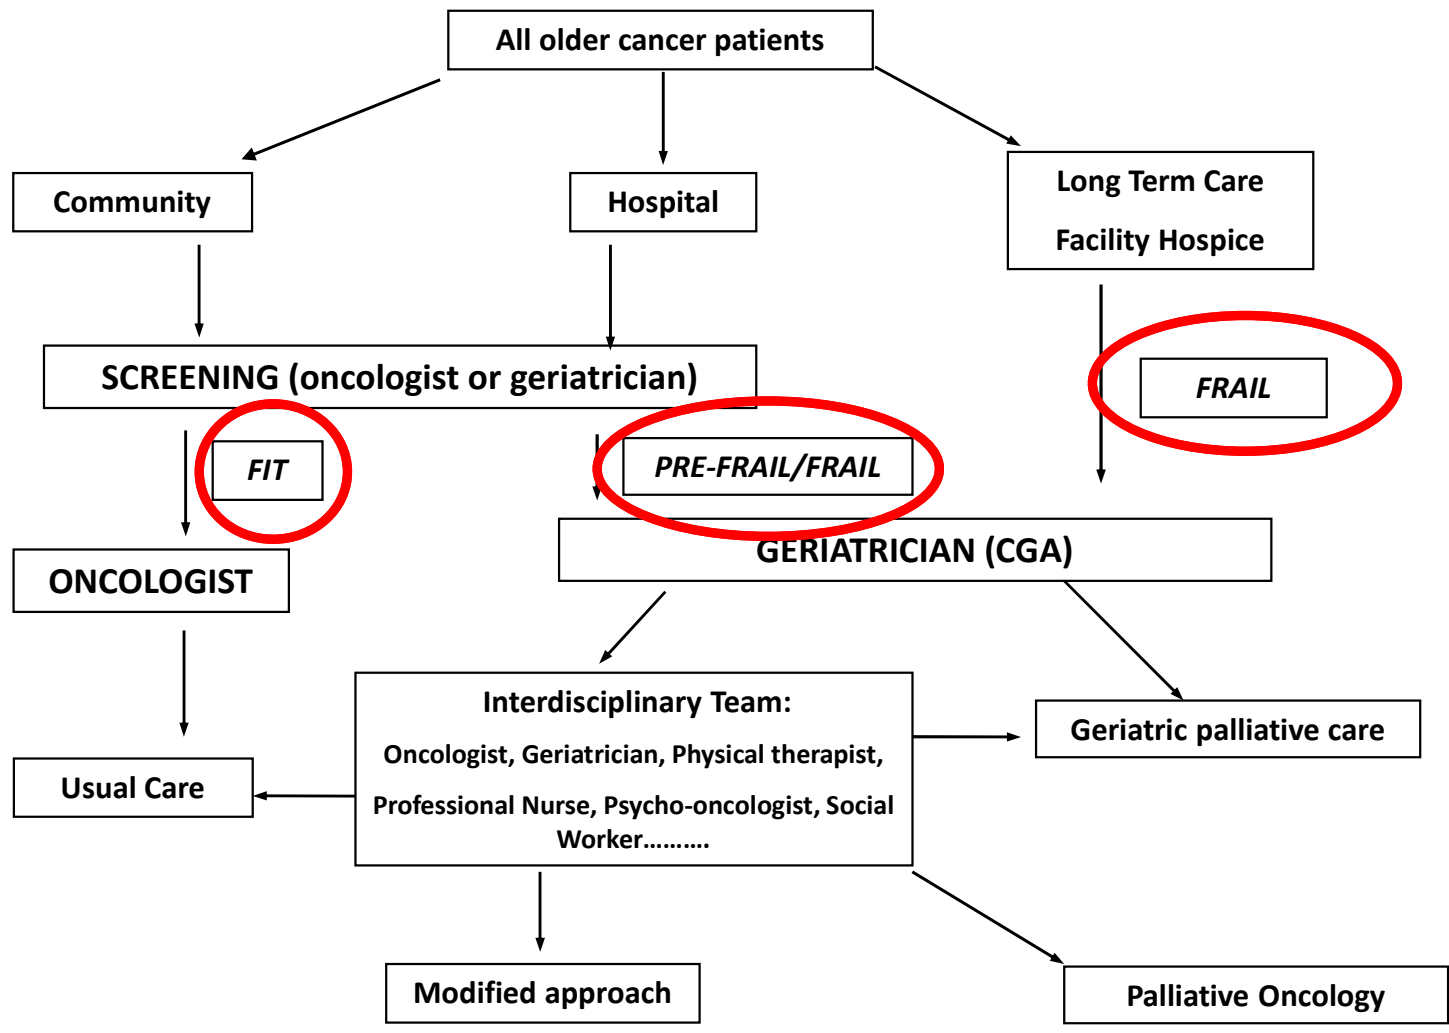 All older cancer patients
Community
Hospital
Long Term Care
Facility Hospice
SCREENING (oncologist or geriatrician)
FRAIL
FIT
PRE-FRAIL/FRAIL
ONCOLOGIST
GERIATRICIAN (CGA)
Interdisciplinary Team:
Oncologist, Geriatrician, Physical therapist,
Professional Nurse, Psycho-oncologist, Social
Worker……….
Geriatric palliative care
Usual Care
Modified approach
Palliative Oncology